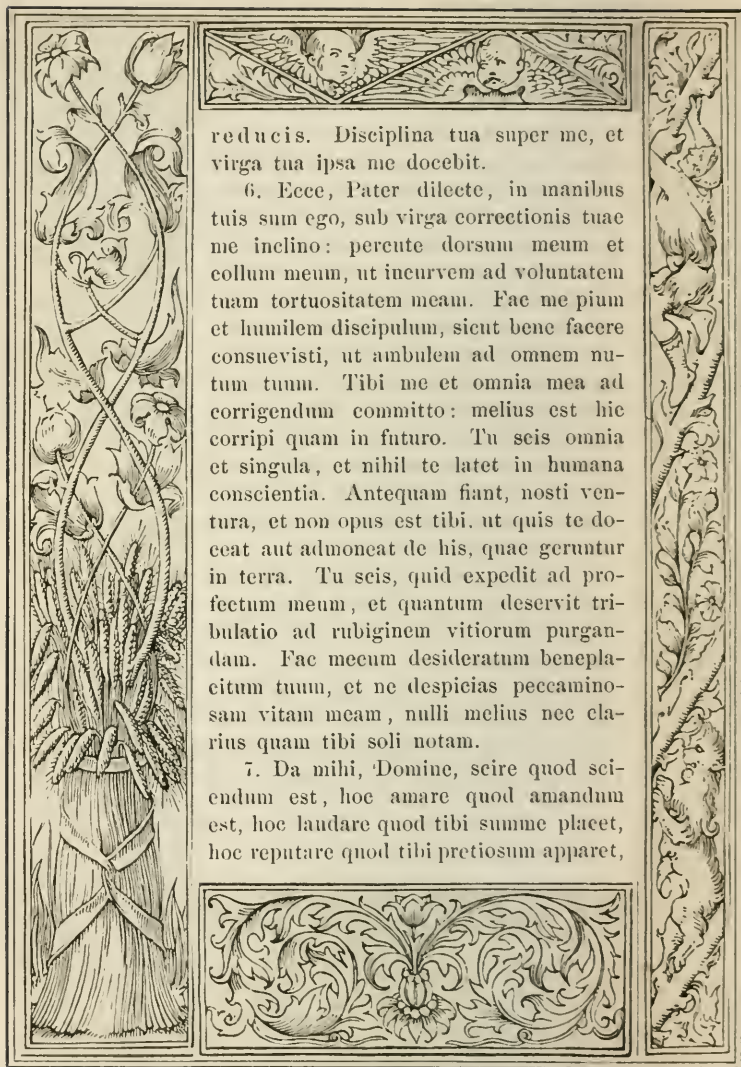 reducis. Disciplina tua super me, et
virga tua ipsa me docebit.
6. Ecce, Pater dilecte, in manibus
tuis sum ego, sub virga correctionis tuae
me inclino: percute dorsum meum et
collum meum, ut incurvem ad voluntatem
tuam tortuositatem meam. Fac me pium
et humilem discipulum, sicut bene facere
consuevisti, ut ambulem ad omnem nu-
tum tuum. Tibi me et omnia mea ad
corrigendum committo: melius est hic
corripi quam in futuro. Tu scis omnia
et singula, et nihil te latet in humana
conscientia. Antequam fiant, nosti ven-
tura, et non opus est tibi. ut quis te do-
ceat aut admoneat de his, quae geruntur
in terra. Tu scis, quid expedit ad pro-
fectum meum, et quantum deservit tri-
bulatio ad rubiginem vitiorum purgan-
dam. Fac mecum desideratum benepla-
citum tuum, et ne despicias peccamino-
sam vitam meam, nulli melius nec cla-
rius quam tibi soli notam.
7. Da mihi, Domine, scire quod sci-
endum est, hoc amare quod amandum
est, hoc laudare quod tibi summe placet,
hoc reputare quod tibi pretiosum apparet,